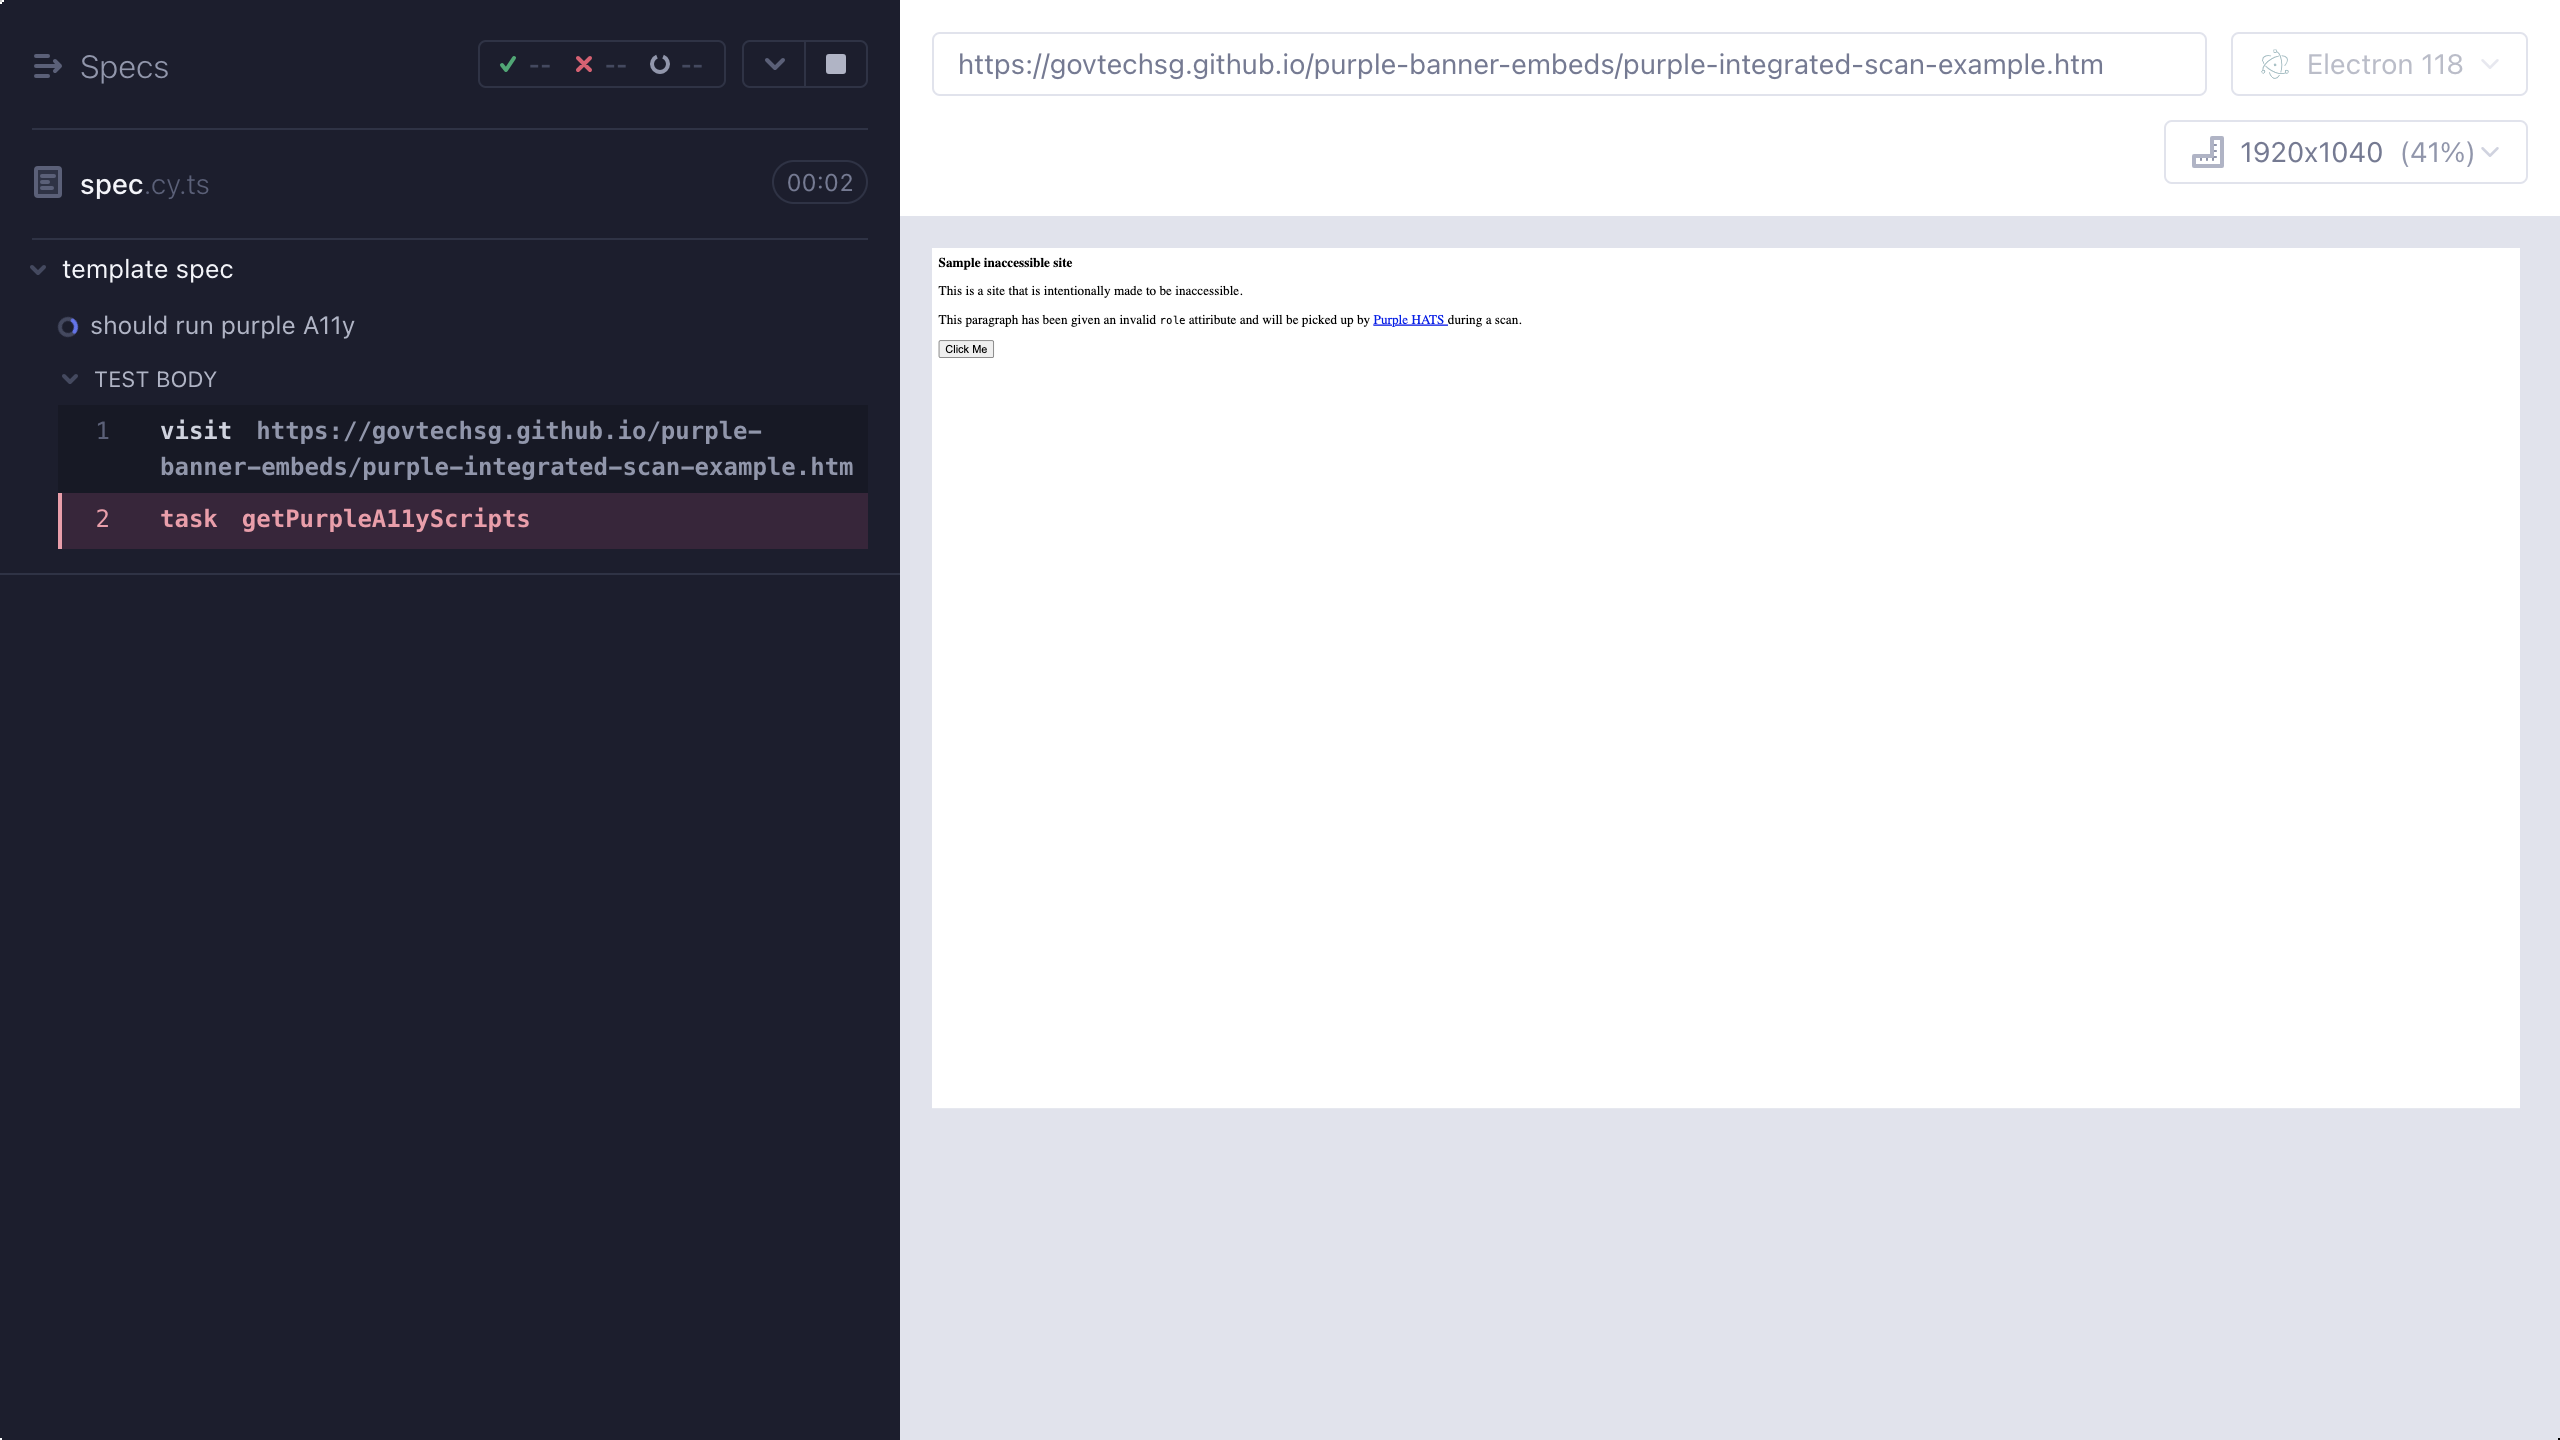 Specs
-- -- --
spec.cy.ts 00:02
template spec
should run purple A11y
TEST BODY
1 visit https://govtechsg.github.io/purple-
banner-embeds/purple-integrated-scan-example.htm
2 task getPurpleA11yScripts
https://govtechsg.github.io/purple-banner-embeds/purple-integrated-scan-example.htm
Electron 118
1920x1040 (41%)
Sample inaccessible site
This is a site that is intentionally made to be inaccessible.
This paragraph has been given an invalid role attiribute and will be picked up by Purple HATS during a scan.
Click Me